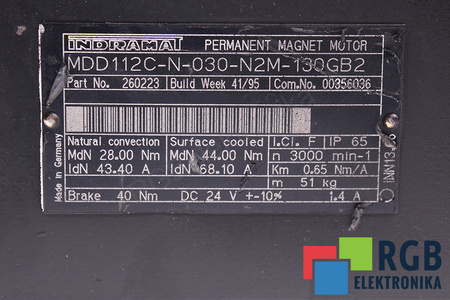 INDRAMAT PERMANENT MAGNET MOTOR
MDD112C-N-030-N2M-130GB2
Part No. 260223 Build Week 41/95 Com.No. 00356036
Natural convection Surface cooled I.Cl. F IP 65
MdN 28.00 Nm MdN 44.00 Nm n 3000 min-1
IdN 43.40 A IdN 68.10 A Km 0.65 Nm/A
m 51 kg
Brake 40 Nm DC 24 V +-10% 1.4 A
Made in Germany
RGB
ELEKTRONIKA